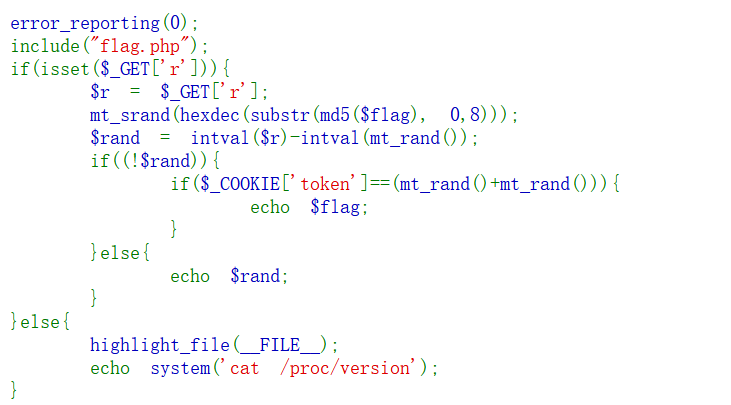 error_reporting(0);
include("flag.php");
if(isset($_GET['r'])){
$r = $_GET['r'];
mt_srand(hexdec(substr(md5($flag), 0,8)));
$rand = intval($r)-intval(mt_rand());
if((!$rand)){
if($_COOKIE['token']==(mt_rand()+mt_rand())){
echo $flag;
}
}else{
echo $rand;
}
}else{
highlight_file(__FILE__);
echo system('cat /proc/version');
}